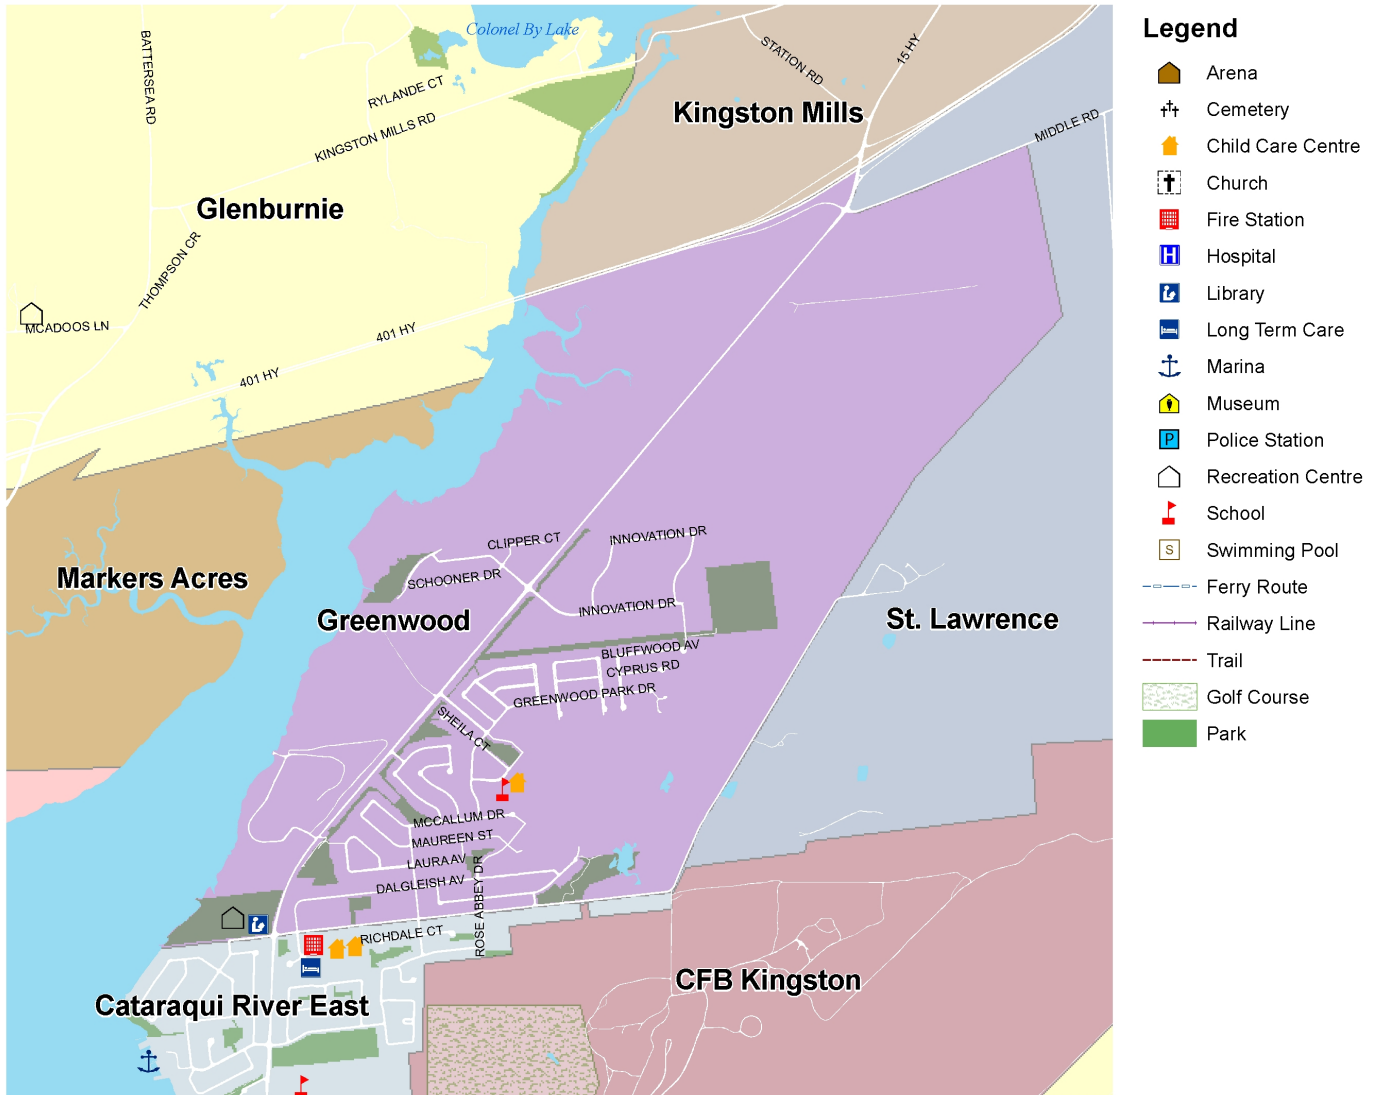 Colonel By Lake
BATTERSEA RD
STATION RD
15 HY
RYLANDE CT
KINGSTON MILLS RD
Kingston Mills
MIDDLE RD
Glenburnie
THOMPSON CR
MCADOOS LN
401 HY
401 HY
CLIPPER CT
INNOVATION DR
SCHOONER DR
Markers Acres
Greenwood
INNOVATION DR
St. Lawrence
BLUFFWOOD AV
CYPRUS RD
GREENWOOD PARK DR
SHEILA CT
MCCALLUM DR
MAUREEN ST
LAURA AV
DALGLEISH AV
ROSE ABBEY DR
RICHDALE CT
CFB Kingston
Cataraqui River East
Legend
Arena
Cemetery
Child Care Centre
Church
Fire Station
H
Hospital
Library
Long Term Care
Marina
Museum
P
Police Station
Recreation Centre
School
S
Swimming Pool
Ferry Route
Railway Line
Trail
Golf Course
Park